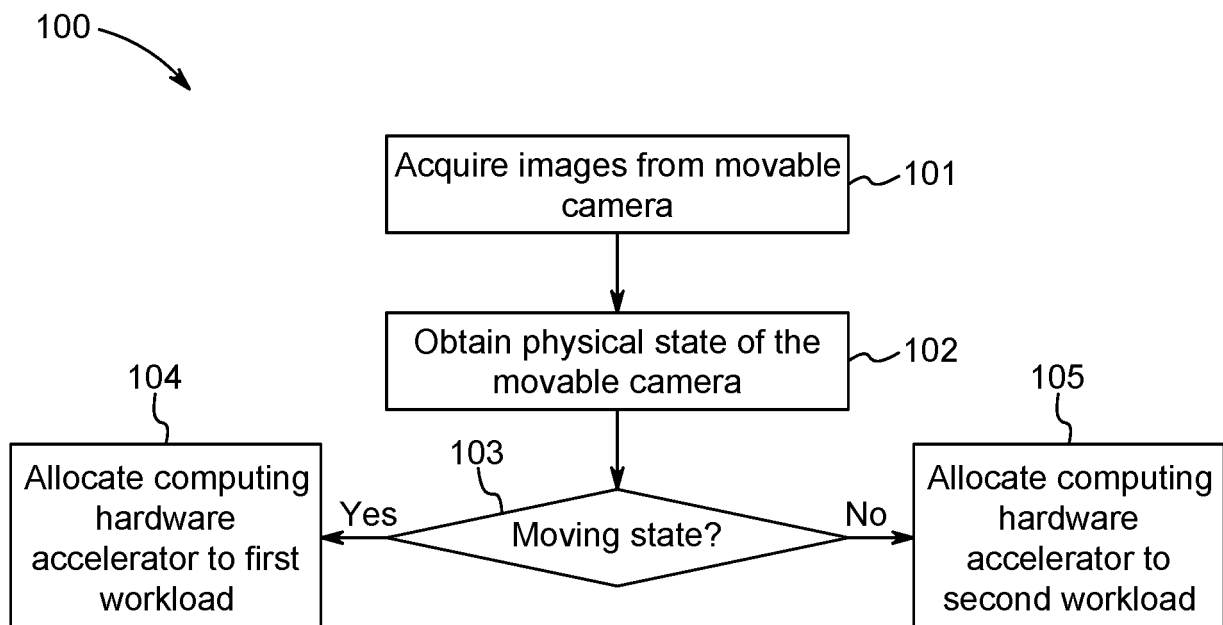 100
Acquire images from movable
camera
101
Obtain physical state of the
movable camera
102
103
Moving state?
Yes
No
104
Allocate computing
hardware
accelerator to first
workload
105
Allocate computing
hardware
accelerator to
second workload